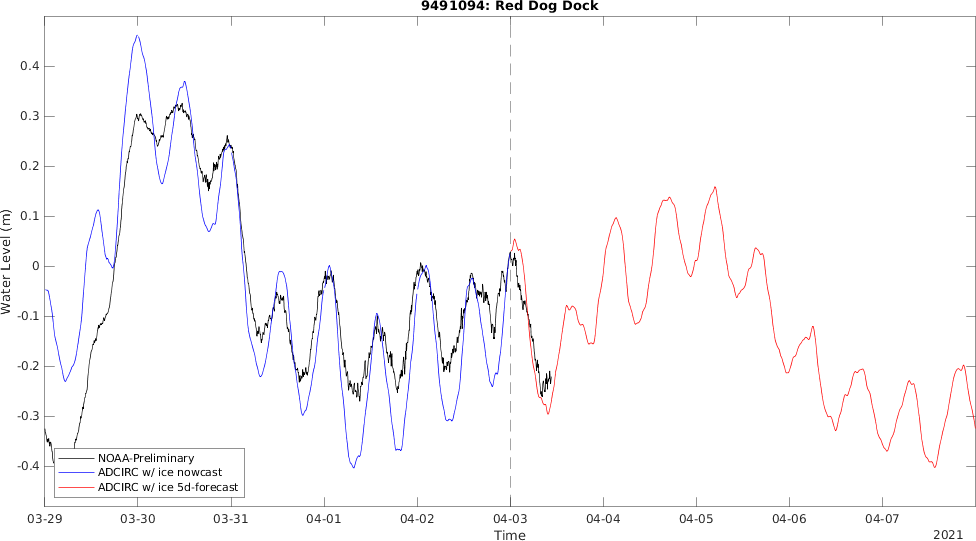 9491094: Red Dog Dock
Water Level (m)
0.4
0.3
0.2
0.1
0
-0.1
-0.2
-0.3
-0.4
NOAA-Preliminary
ADCIRC w/ ice nowcast
ADCIRC w/ ice 5d-forecast
03-29 03-30 03-31 04-01 04-02 04-03 04-04 04-05 04-06 04-07
Time
2021